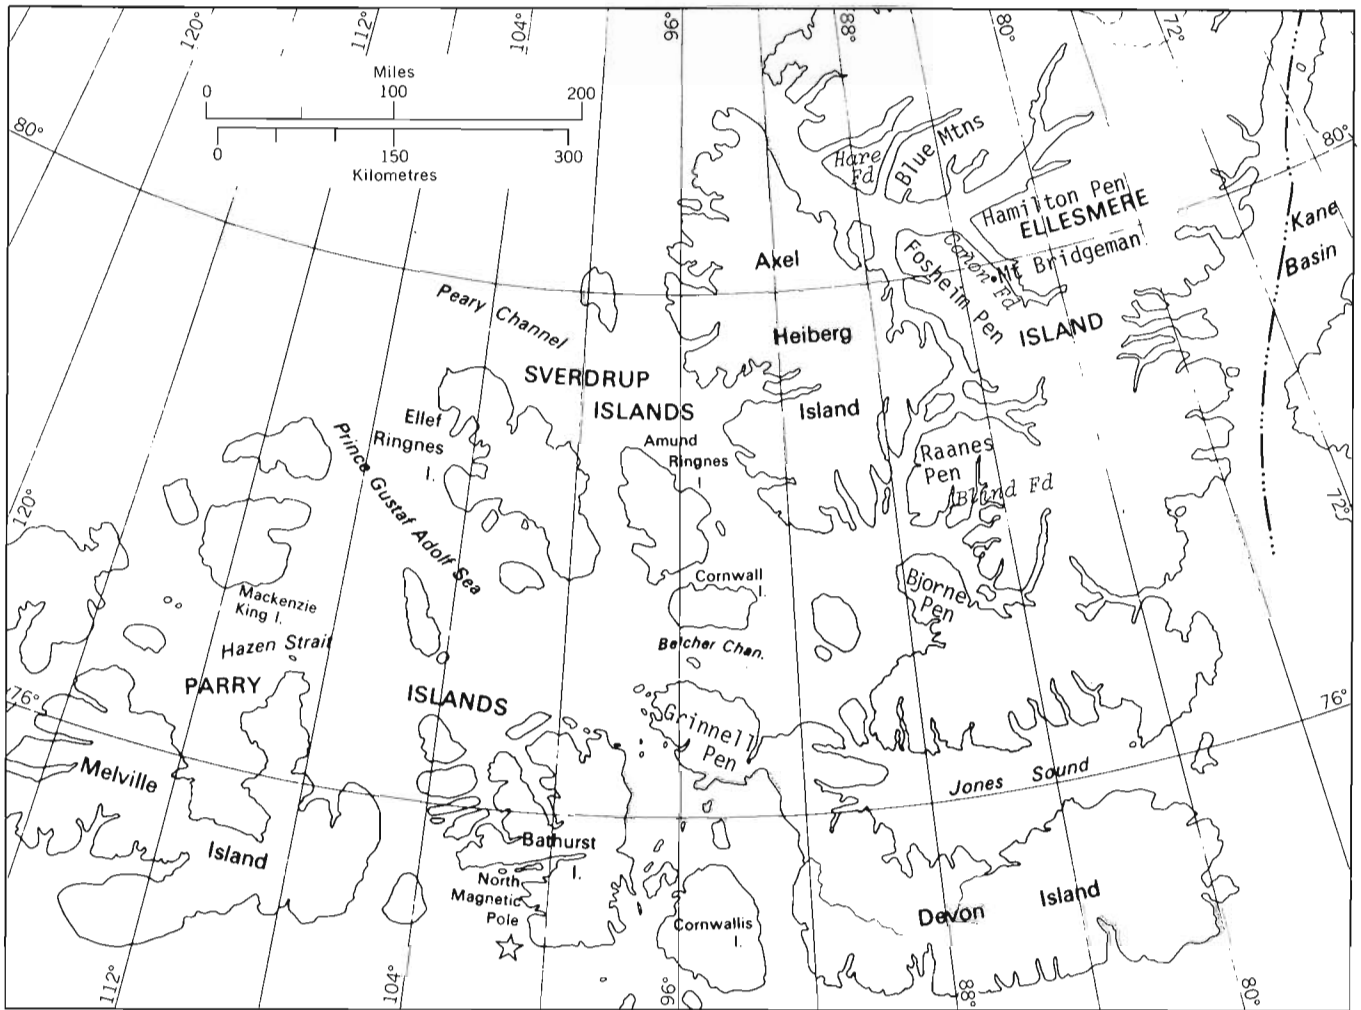 120°
112°
104°
96°
88°
80°
72°
Miles
0 100 200
0 150 300
Kilometres
80°
80°
Hare
Fd
Blue Mtns
Hamilton Pen
ELLESMERE
Kane
Basin
Axel
Fosheim Pen
Canon Fd
Mt Bridgeman
Peary Channel
Heiberg
ISLAND
SVERDRUP
ISLANDS
Island
Ellef
Ringnes
I.
Amund
Ringnes
I
Prince Gustaf Adolf Sea
Raanes
Pen
Blind Fd
120°
72°
Mackenzie
King I.
Cornwall
I.
Bjorne
Pen
Hazen Strait
Belcher Chan.
PARRY
ISLANDS
76°
76°
Grinnell
Pen
Melville
Jones Sound
Island
Bathurst
I.
North
Magnetic
Pole
Cornwallis
I.
Devon
Island
112°
104°
96°
88°
80°